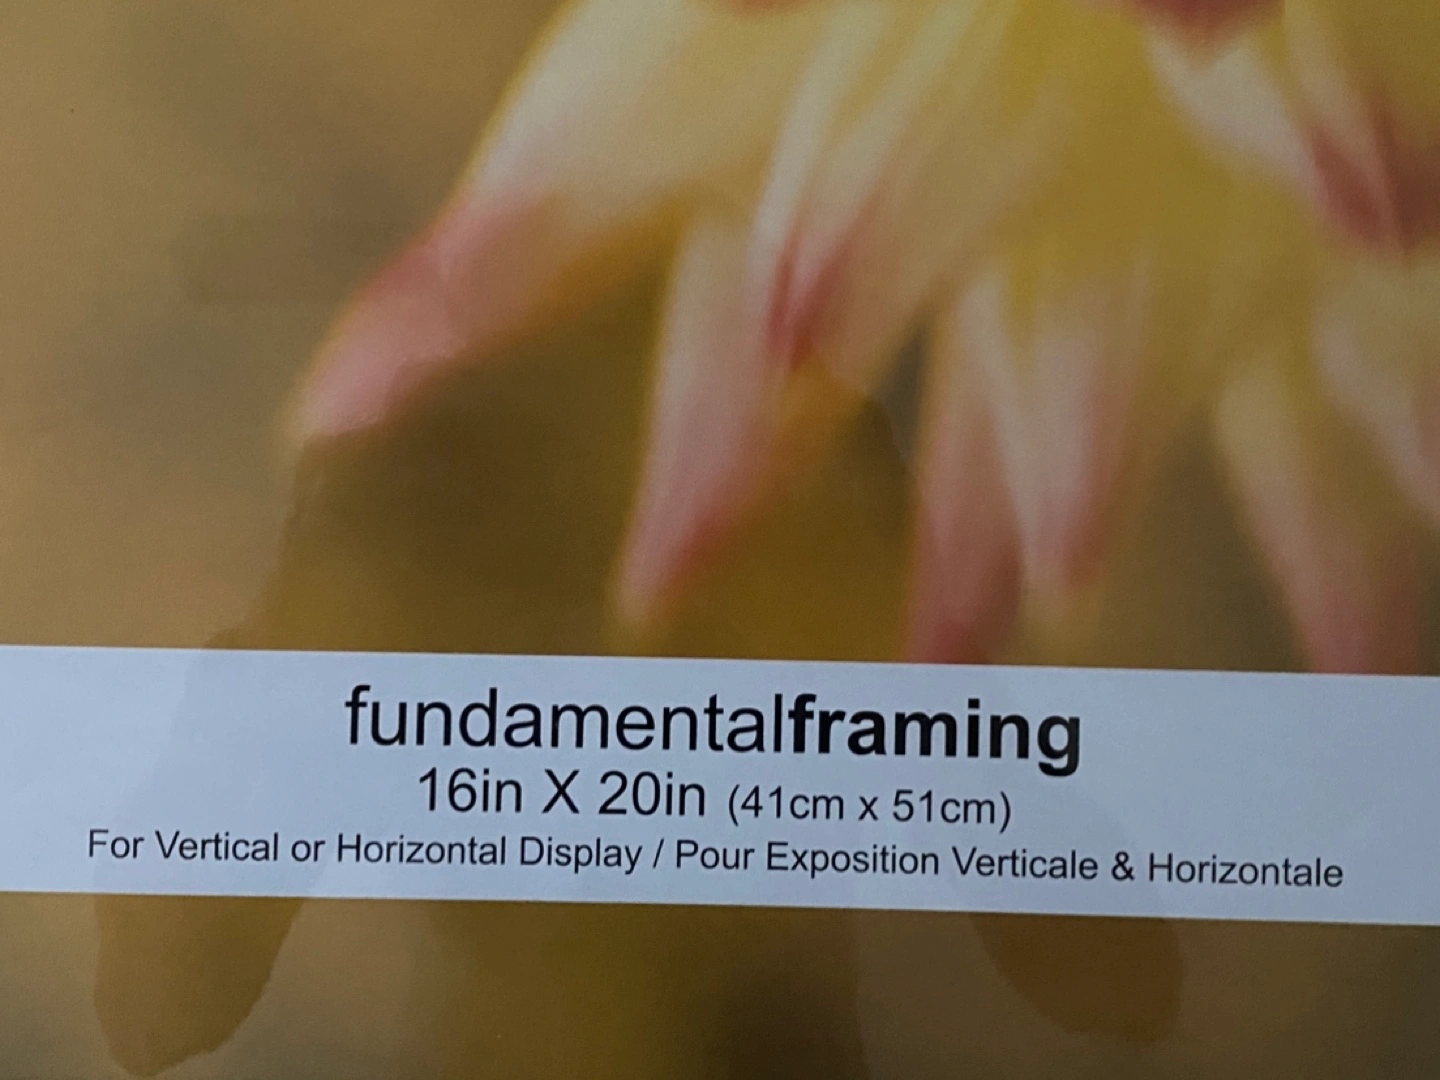 fundamentalframing
16in X 20in (41cm x 51cm)
For Vertical or Horizontal Display / Pour Exposition Verticale & Horizontale